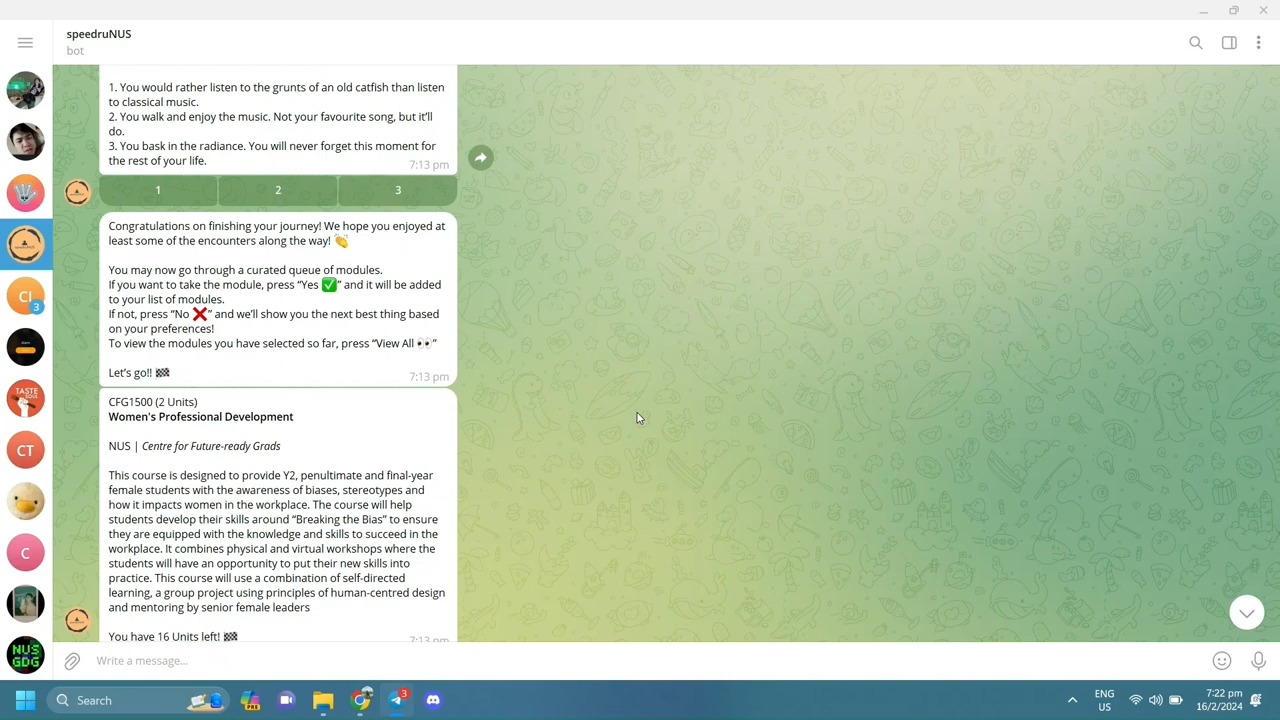 speedruNUS
bot
1. You would rather listen to the grunts of an old catfish than listen
to classical music.
2. You walk and enjoy the music. Not your favourite song, but it'll
do.
3. You bask in the radiance. You will never forget this moment for
the rest of your life.
7:13 pm
1
2
3
Congratulations on finishing your journey! We hope you enjoyed at
least some of the encounters along the way! 👏
You may now go through a curated queue of modules.
If you want to take the module, press “Yes ✅” and it will be added
to your list of modules.
If not, press “No ❌” and we'll show you the next best thing based
on your preferences!
To view the modules you have selected so far, press “View All 👀”
Let's go!! 🏁
7:13 pm
CFG1500 (2 Units)
Women's Professional Development
NUS | Centre for Future-ready Grads
This course is designed to provide Y2, penultimate and final-year
female students with the awareness of biases, stereotypes and
how it impacts women in the workplace. The course will help
students develop their skills around “Breaking the Bias” to ensure
they are equipped with the knowledge and skills to succeed in the
workplace. It combines physical and virtual workshops where the
students will have an opportunity to put their new skills into
practice. This course will use a combination of self-directed
learning, a group project using principles of human-centred design
and mentoring by senior female leaders
You have 16 Units left! 🏁
7:13 pm
CI
3
TASTE
SOUL
CT
C
NUS
GDG
Write a message...
Search
PRE
3
ENG
US
7:22 pm
16/2/2024